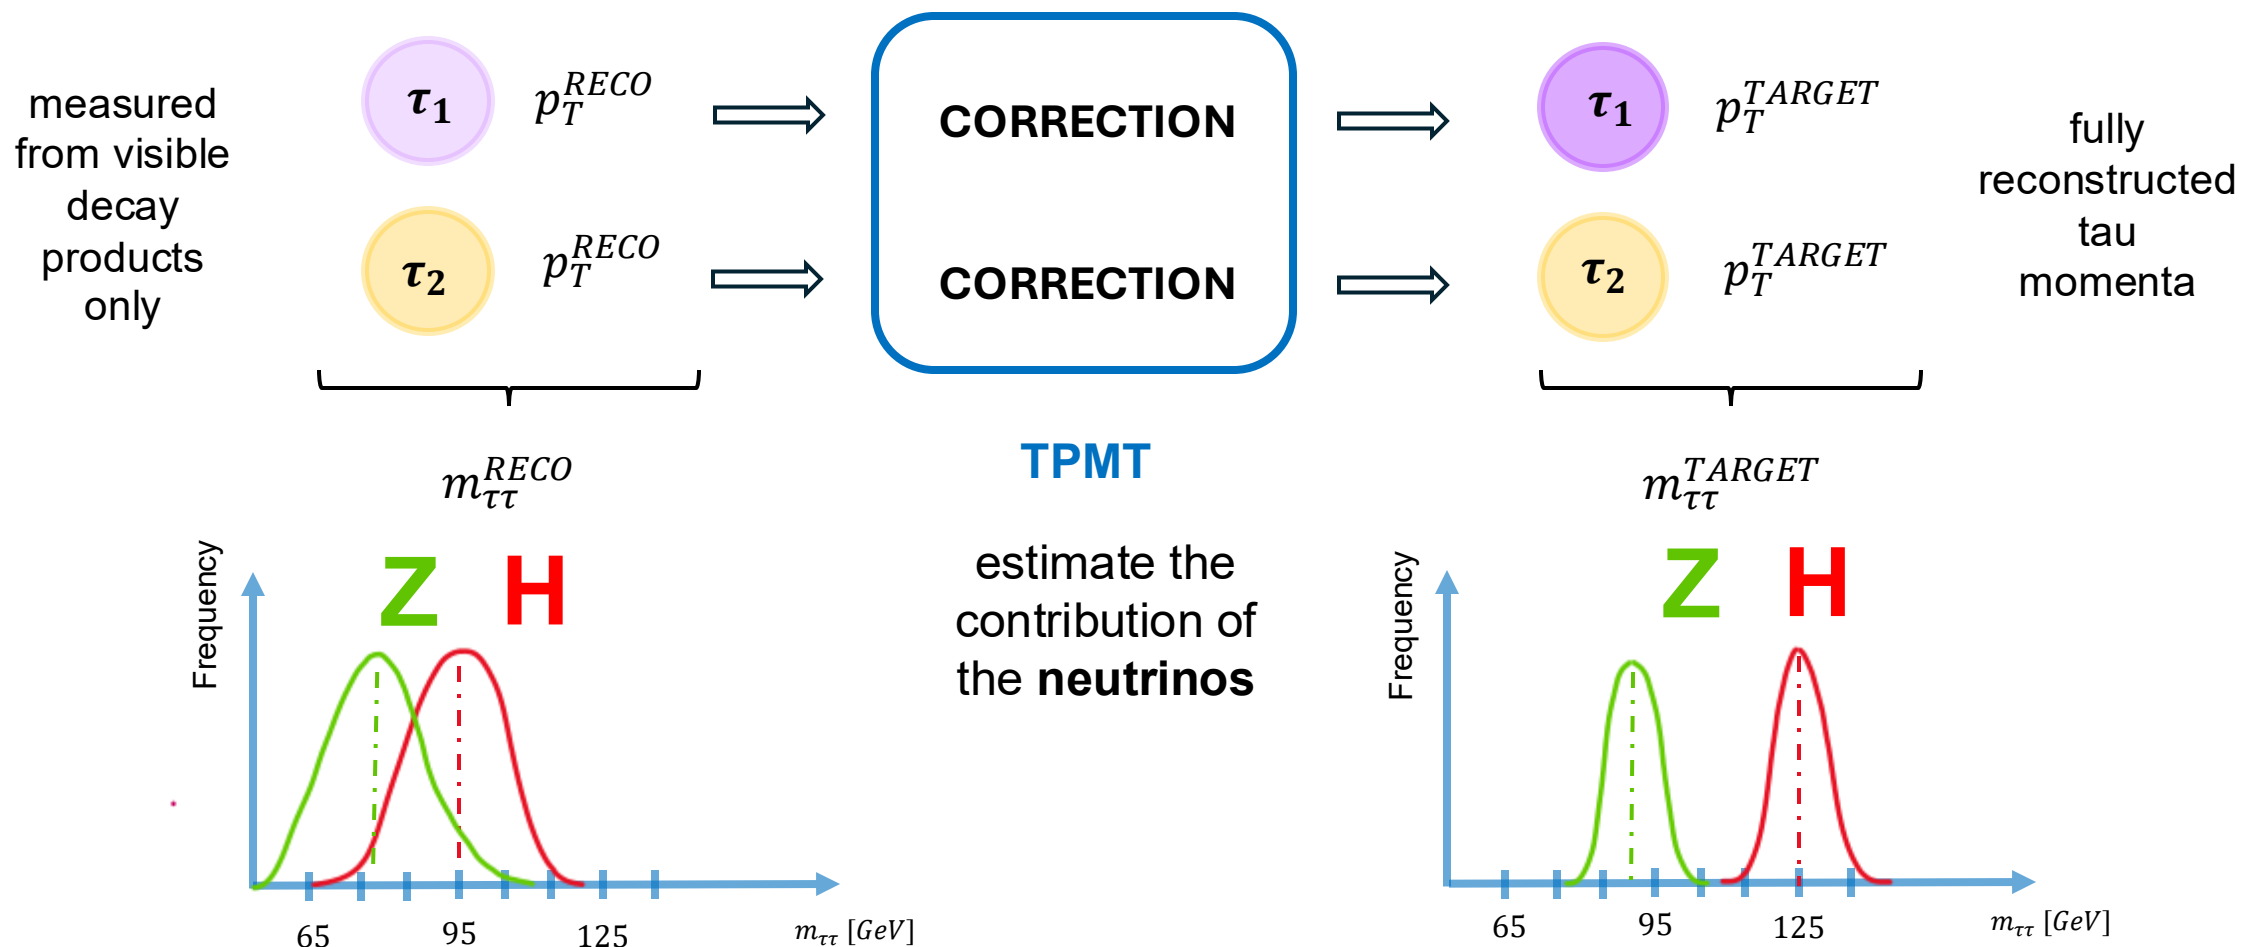 measured
from visible
decay
products
only
τ₁
p_T^RECO
τ₂
p_T^RECO
CORRECTION
CORRECTION
τ₁
p_T^TARGET
τ₂
p_T^TARGET
fully
reconstructed
tau
momenta
m_ττ^RECO
TPMT
m_ττ^TARGET
estimate the
contribution of
the neutrinos
Frequency
Z H
65 95 125 m_ττ [GeV]
Frequency
Z H
65 95 125 m_ττ [GeV]